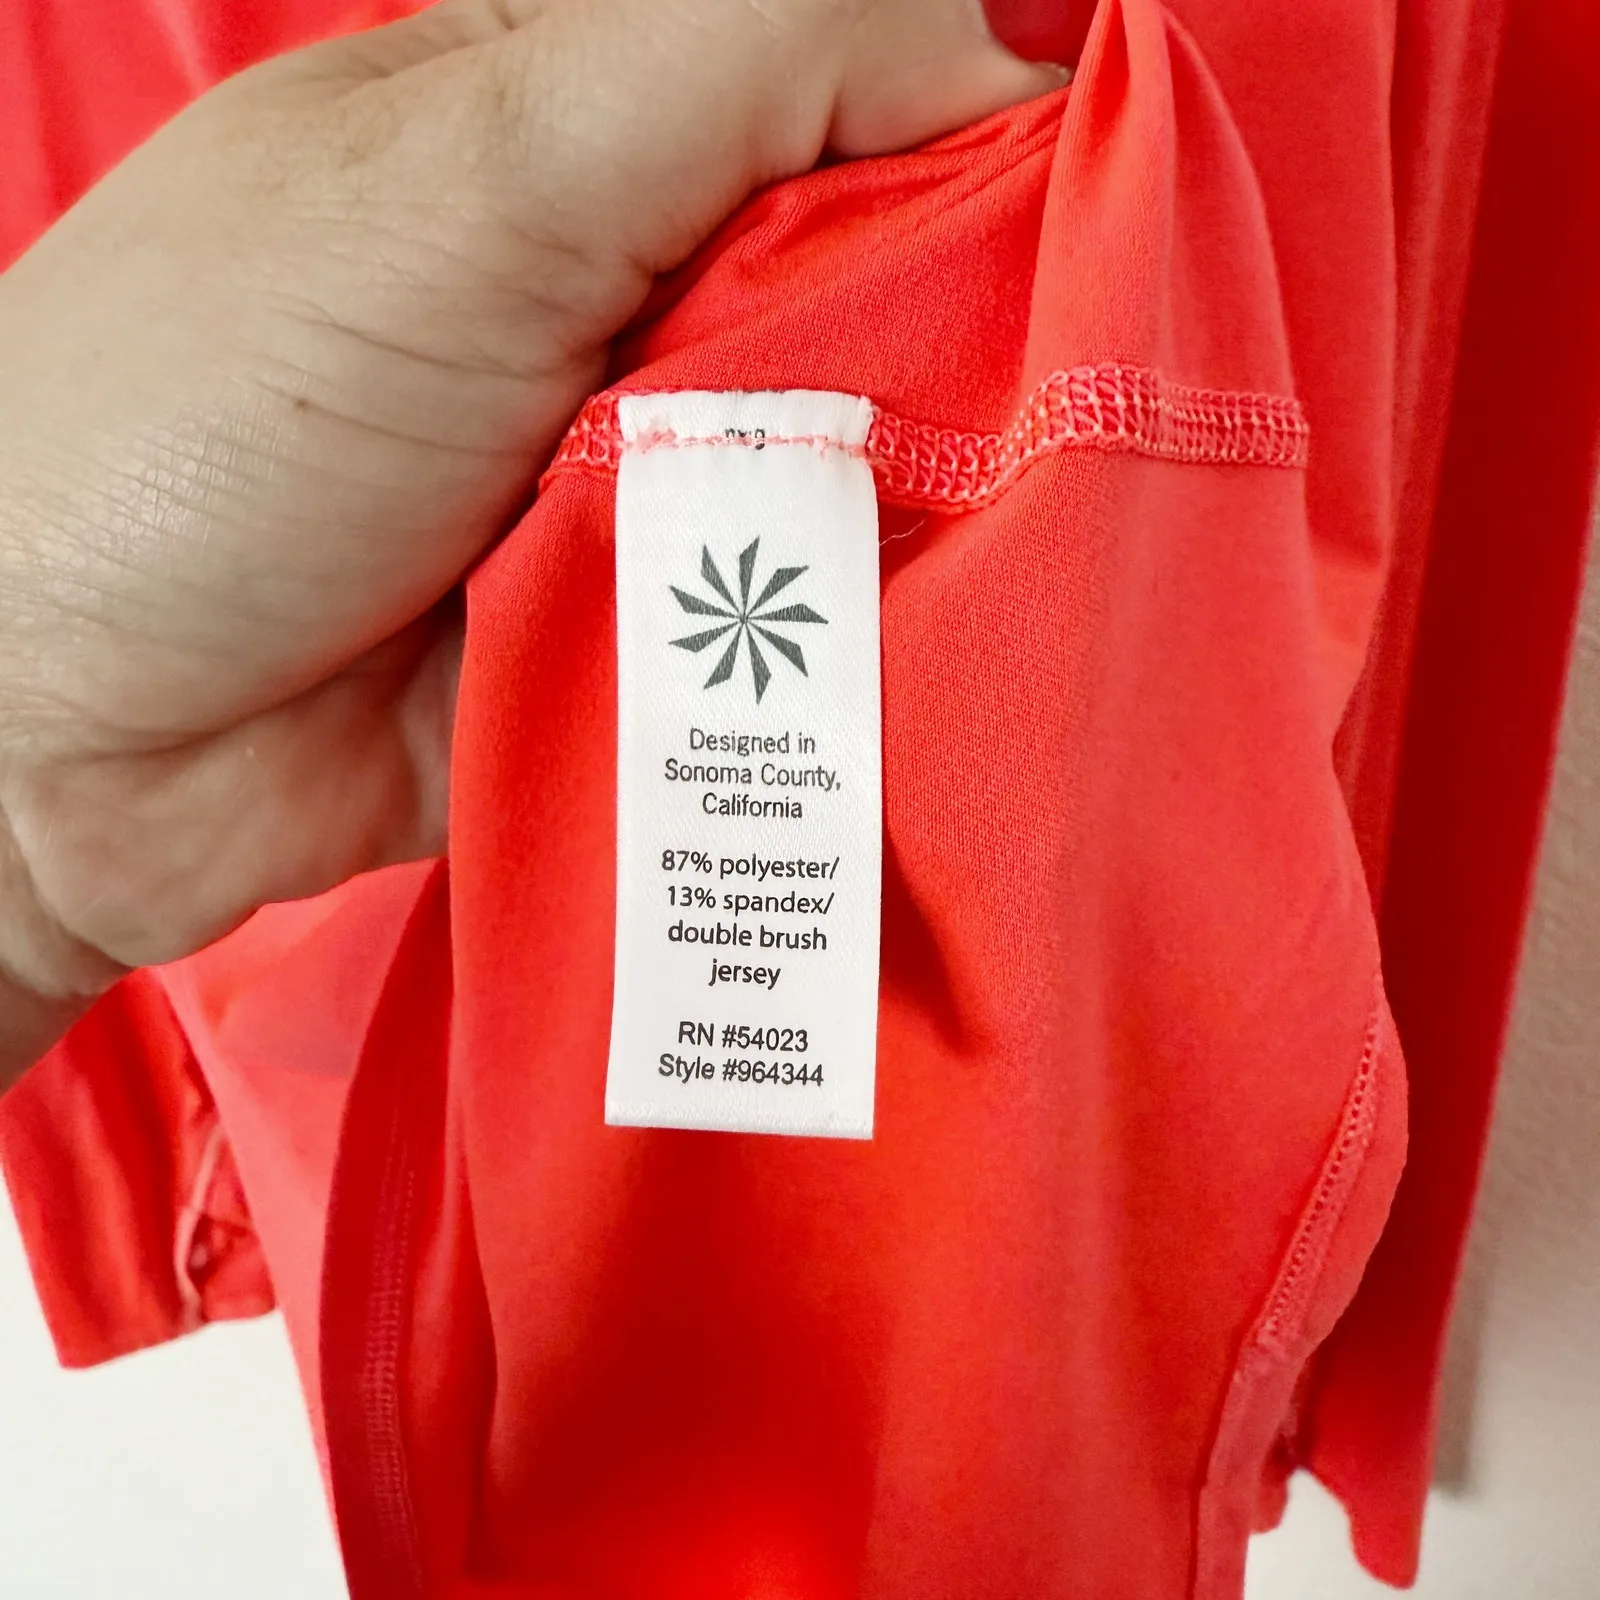 Designed in
Sonoma County,
California
87% polyester/
13% spandex/
double brush
jersey
RN #54023
Style #964344